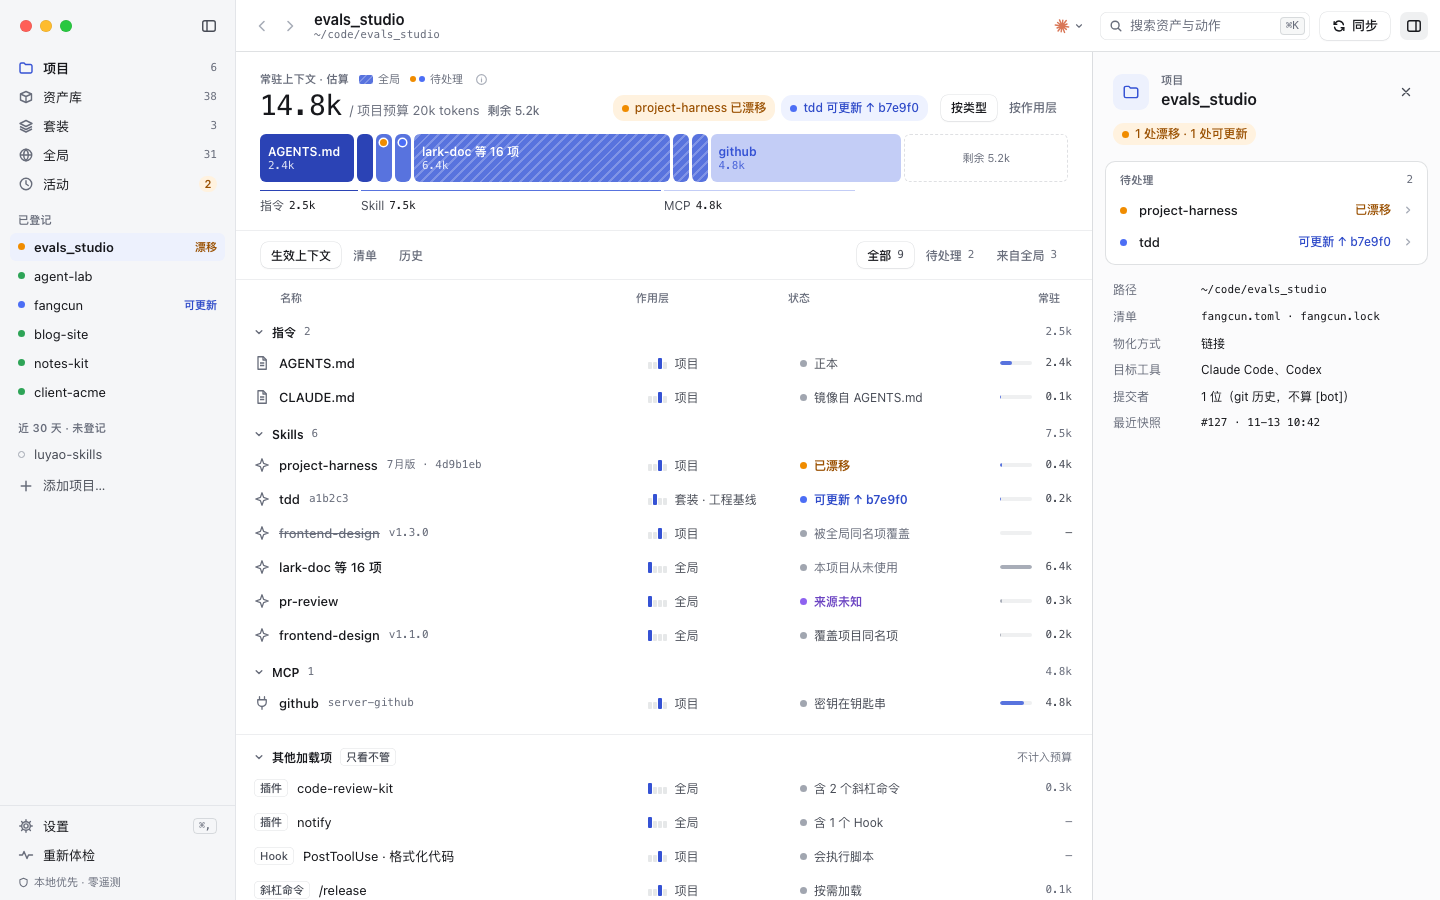 项目 6
资产库 38
套装 3
全局 31
活动 2
已登记
evals_studio 漂移
agent-lab
fangcun 可更新
blog-site
notes-kit
client-acme
近 30 天 · 未登记
luyao-skills
添加项目...
设置 ⌘,
重新体检
本地优先 · 零遥测
evals_studio
~/code/evals_studio
搜索资产与动作 ⌘K
同步
常驻上下文 · 估算 全局 待处理
14.8k / 项目预算 20k tokens 剩余 5.2k
project-harness 已漂移 tdd 可更新 ↑ b7e9f0 按类型 按作用层
AGENTS.md
2.4k
lark-doc 等 16 项
6.4k
github
4.8k
剩余 5.2k
指令 2.5k Skill 7.5k MCP 4.8k
生效上下文 清单 历史 全部 9 待处理 2 来自全局 3
名称 作用层 状态 常驻
指令 2 2.5k
AGENTS.md 项目 正本 2.4k
CLAUDE.md 项目 镜像自 AGENTS.md 0.1k
Skills 6 7.5k
project-harness 7月版 · 4d9b1eb 项目 已漂移 0.4k
tdd a1b2c3 套装 · 工程基线 可更新 ↑ b7e9f0 0.2k
frontend-design v1.3.0 项目 被全局同名项覆盖 —
lark-doc 等 16 项 全局 本项目从未使用 6.4k
pr-review 全局 来源未知 0.3k
frontend-design v1.1.0 全局 覆盖项目同名项 0.2k
MCP 1 4.8k
github server-github 项目 密钥在钥匙串 4.8k
其他加载项 只看不管 不计入预算
插件 code-review-kit 全局 含 2 个斜杠命令 0.3k
插件 notify 全局 含 1 个 Hook —
Hook PostToolUse · 格式化代码 项目 会执行脚本 —
斜杠命令 /release 项目 按需加载 0.1k
项目
evals_studio
1 处漂移 · 1 处可更新
待处理 2
project-harness 已漂移
tdd 可更新 ↑ b7e9f0
路径 ~/code/evals_studio
清单 fangcun.toml · fangcun.lock
物化方式 链接
目标工具 Claude Code、Codex
提交者 1 位（git 历史，不算 [bot]）
最近快照 #127 · 11-13 10:42